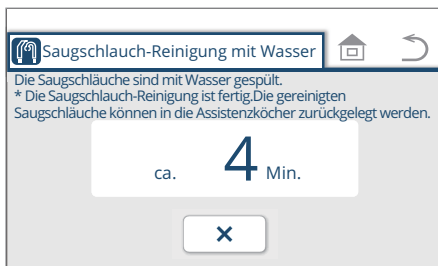 Saugschlauch-Reinigung mit Wasser
Die Saugschläuche sind mit Wasser gespült.
* Die Saugschlauch-Reinigung ist fertig.Die gereinigten
Saugschläuche können in die Assistenzköcher zurückgelegt werden.
ca. 4 Min.